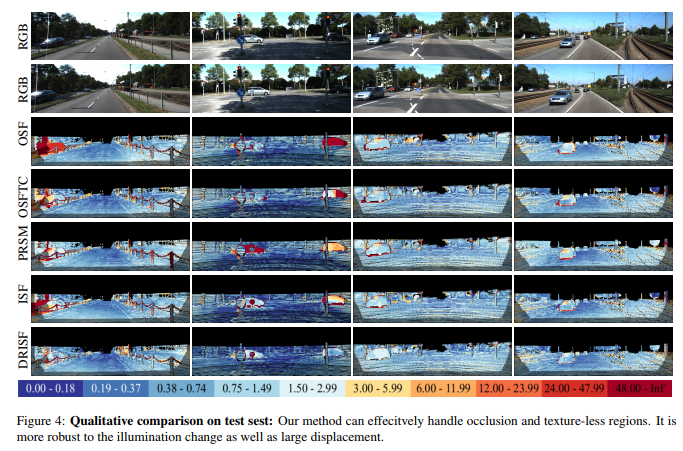 RGB
RGB
OSF
OSFTC
PRSM
ISF
DRISF
0.00 - 0.18 0.19 - 0.37 0.38 - 0.74 0.75 - 1.49 1.50 - 2.99 3.00 - 5.99 6.00 - 11.99 12.00 - 23.99 24.00 - 47.99 48.00 - Inf
Figure 4: Qualitative comparison on test sest: Our method can effecitvely handle occlusion and texture-less regions. It is
more robust to the illumination change as well as large displacement.